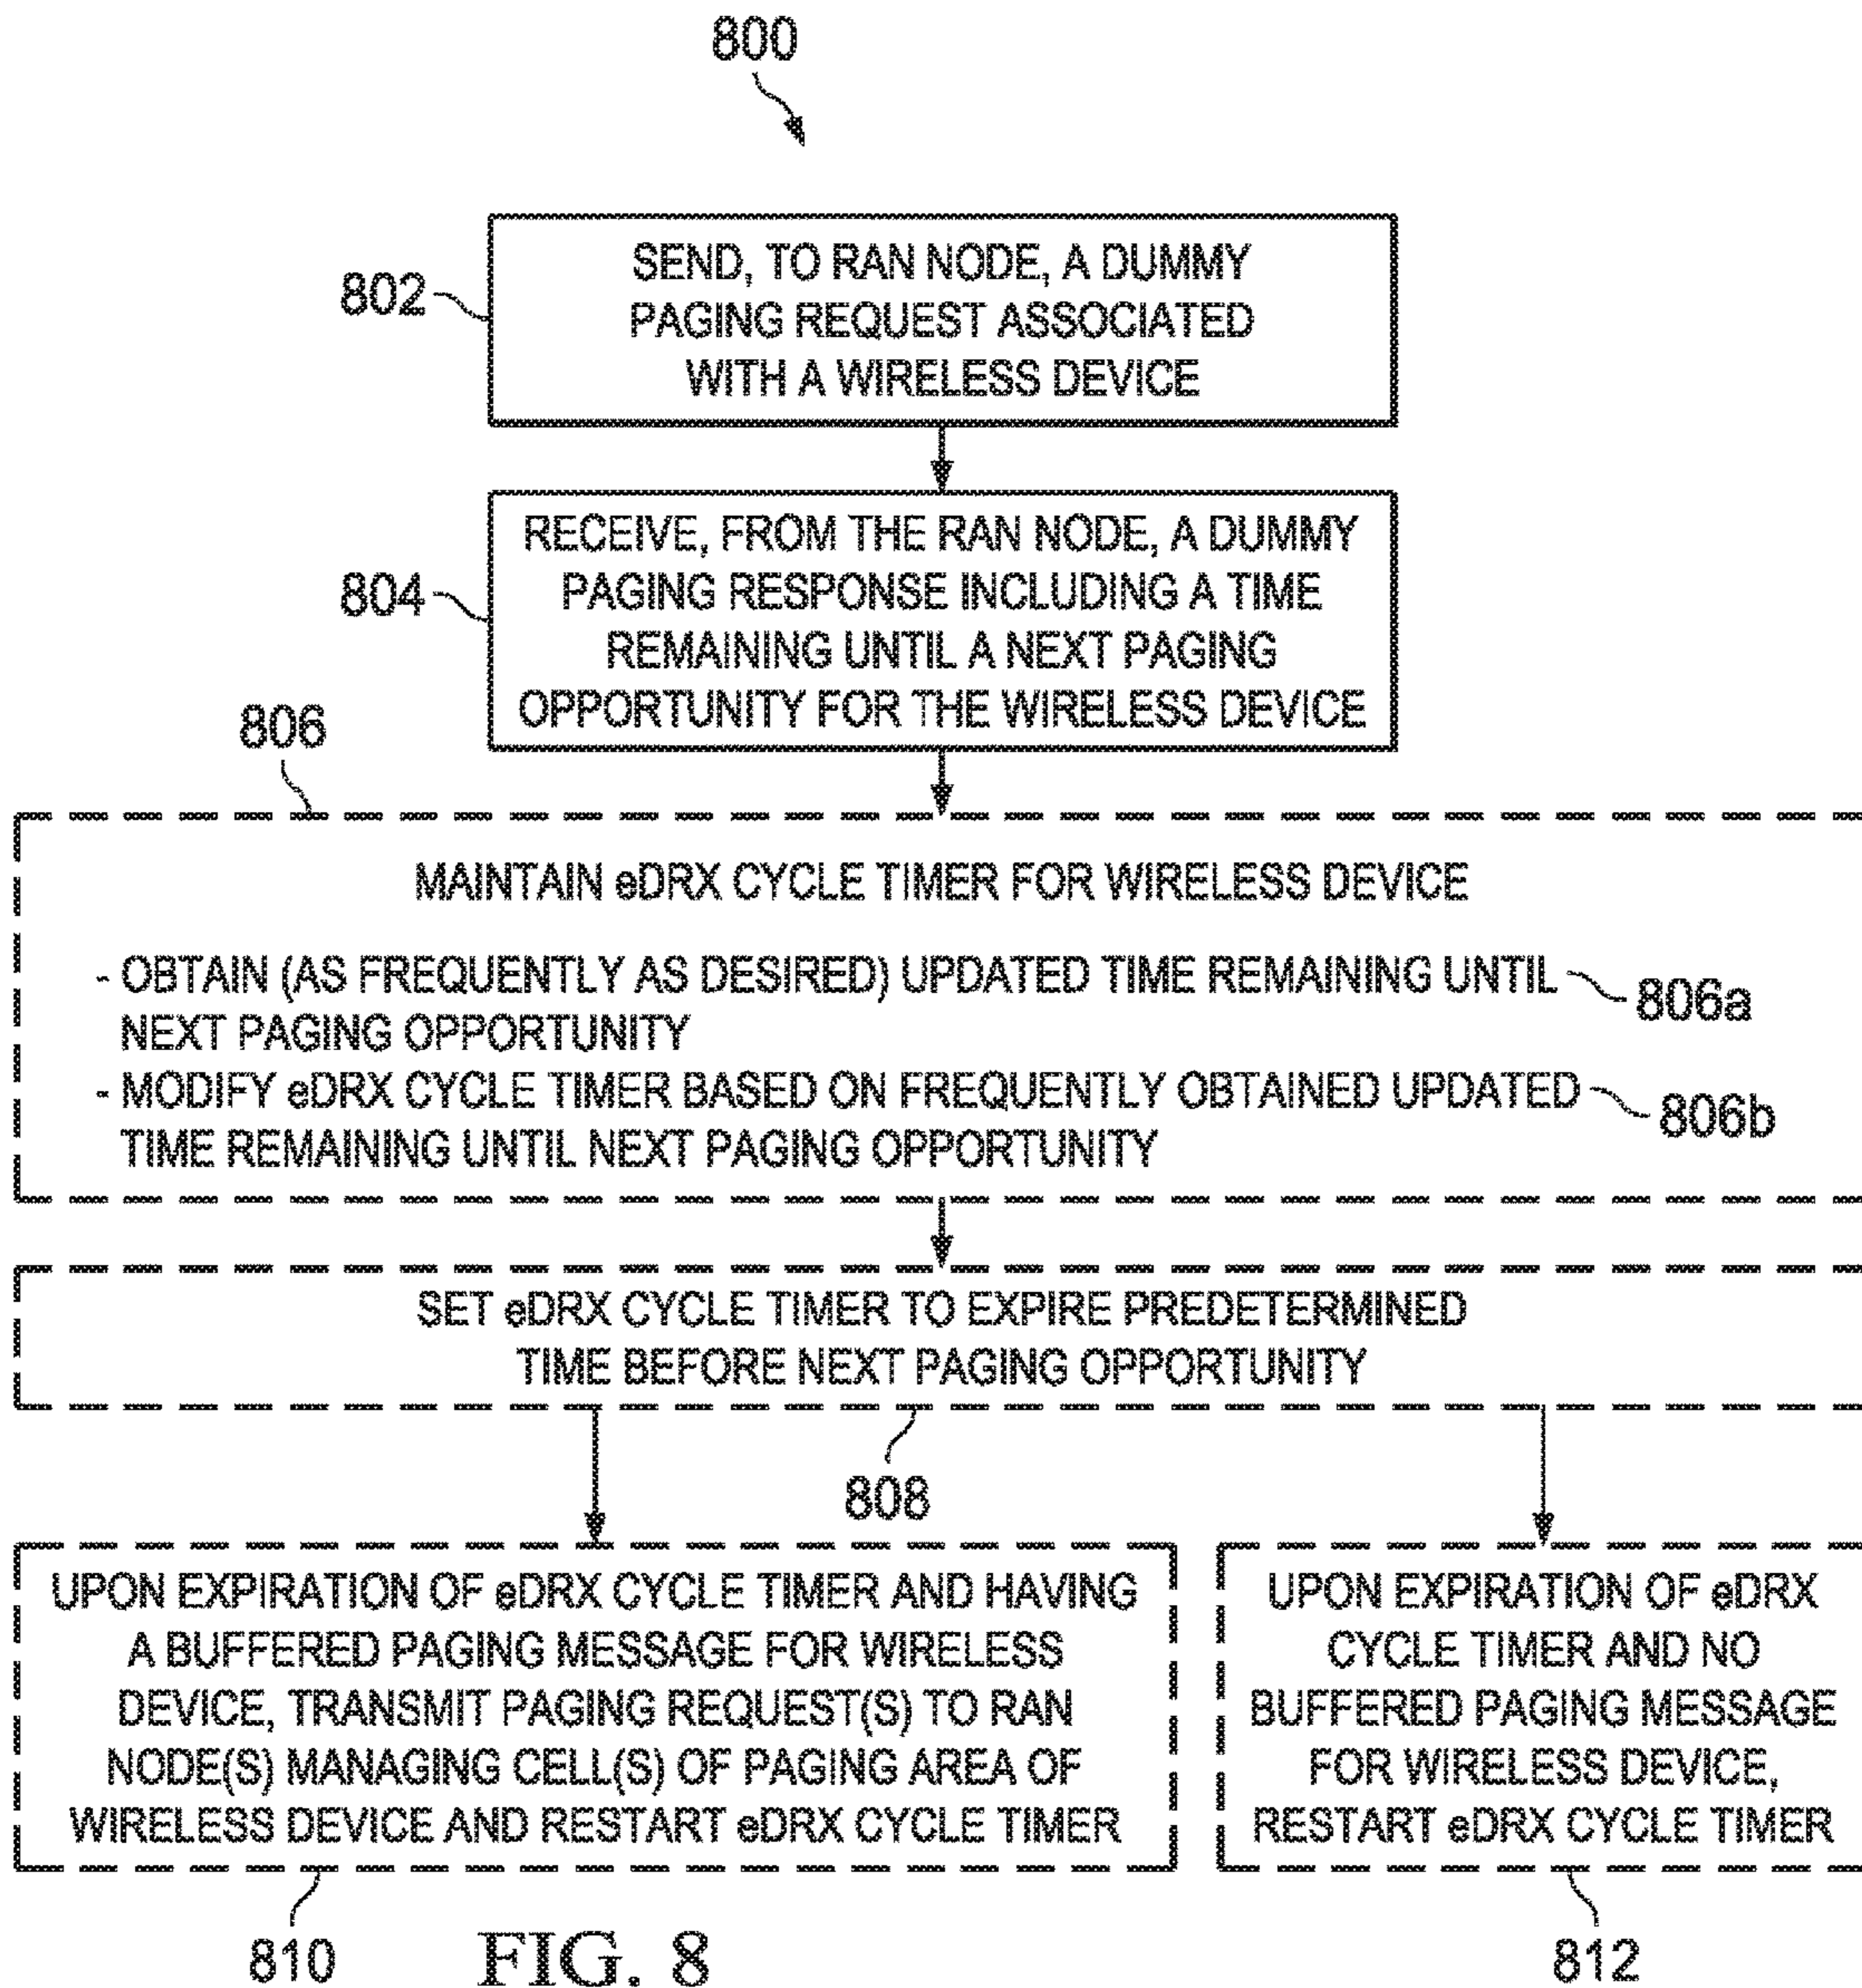 800
802
SEND, TO RAN NODE, A DUMMY
PAGING REQUEST ASSOCIATED
WITH A WIRELESS DEVICE
804
RECEIVE, FROM THE RAN NODE, A DUMMY
PAGING RESPONSE INCLUDING A TIME
REMAINING UNTIL A NEXT PAGING
OPPORTUNITY FOR THE WIRELESS DEVICE
806
MAINTAIN eDRX CYCLE TIMER FOR WIRELESS DEVICE
- OBTAIN (AS FREQUENTLY AS DESIRED) UPDATED TIME REMAINING UNTIL
806a
NEXT PAGING OPPORTUNITY
- MODIFY eDRX CYCLE TIMER BASED ON FREQUENTLY OBTAINED UPDATED
806b
TIME REMAINING UNTIL NEXT PAGING OPPORTUNITY
SET eDRX CYCLE TIMER TO EXPIRE PREDETERMINED
TIME BEFORE NEXT PAGING OPPORTUNITY
808
UPON EXPIRATION OF eDRX CYCLE TIMER AND HAVING
A BUFFERED PAGING MESSAGE FOR WIRELESS
DEVICE, TRANSMIT PAGING REQUEST(S) TO RAN
NODE(S) MANAGING CELL(S) OF PAGING AREA OF
WIRELESS DEVICE AND RESTART eDRX CYCLE TIMER
810
UPON EXPIRATION OF eDRX
CYCLE TIMER AND NO
BUFFERED PAGING MESSAGE
FOR WIRELESS DEVICE,
RESTART eDRX CYCLE TIMER
812
FIG. 8